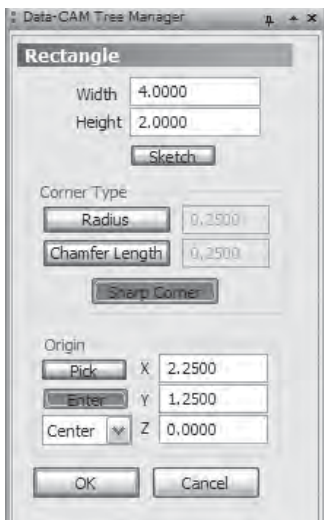 Data-CAM Tree Manager
Rectangle
Width 4.0000
Height 2.0000
Sketch
Corner Type
Radius 0.2500
Chamfer Length 0.2500
Sharp Corner
Origin
Pick X 2.2500
Enter Y 1.2500
Center Z 0.0000
OK Cancel